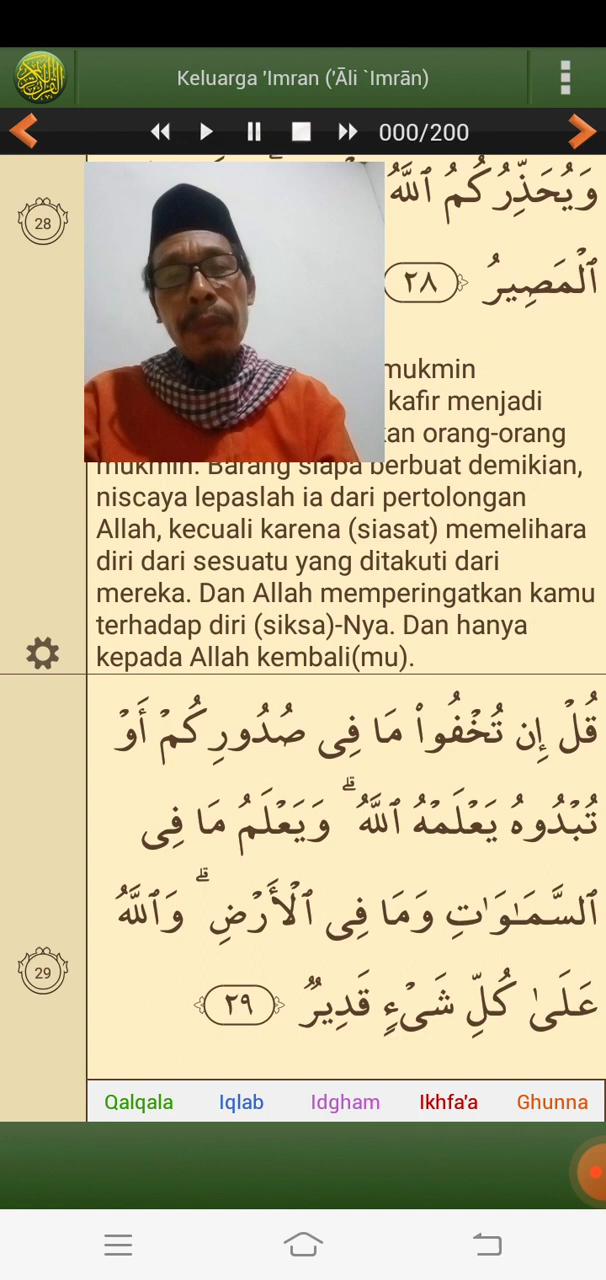 Keluarga 'Imran ('Āli `Imrān)
000/200
28
وَيُحَذِّرُكُمُ ٱللَّهُ
ٱلْمَصِيرُ ٢٨
mukmin
kafir menjadi
kan orang-orang
mukmin. Barang siapa berbuat demikian,
niscaya lepaslah ia dari pertolongan
Allah, kecuali karena (siasat) memelihara
diri dari sesuatu yang ditakuti dari
mereka. Dan Allah memperingatkan kamu
terhadap diri (siksa)-Nya. Dan hanya
kepada Allah kembali(mu).
قُلْ إِن تُخْفُوا۟ مَا فِى صُدُورِكُمْ أَوْ
تُبْدُوهُ يَعْلَمْهُ ٱللَّهُ ۗ وَيَعْلَمُ مَا فِى
ٱلسَّمَـٰوَٰتِ وَمَا فِى ٱلْأَرْضِ ۗ وَٱللَّهُ
29
عَلَىٰ كُلِّ شَىْءٍ قَدِيرٌ ٢٩
Qalqala Iqlab Idgham Ikhfa'a Ghunna